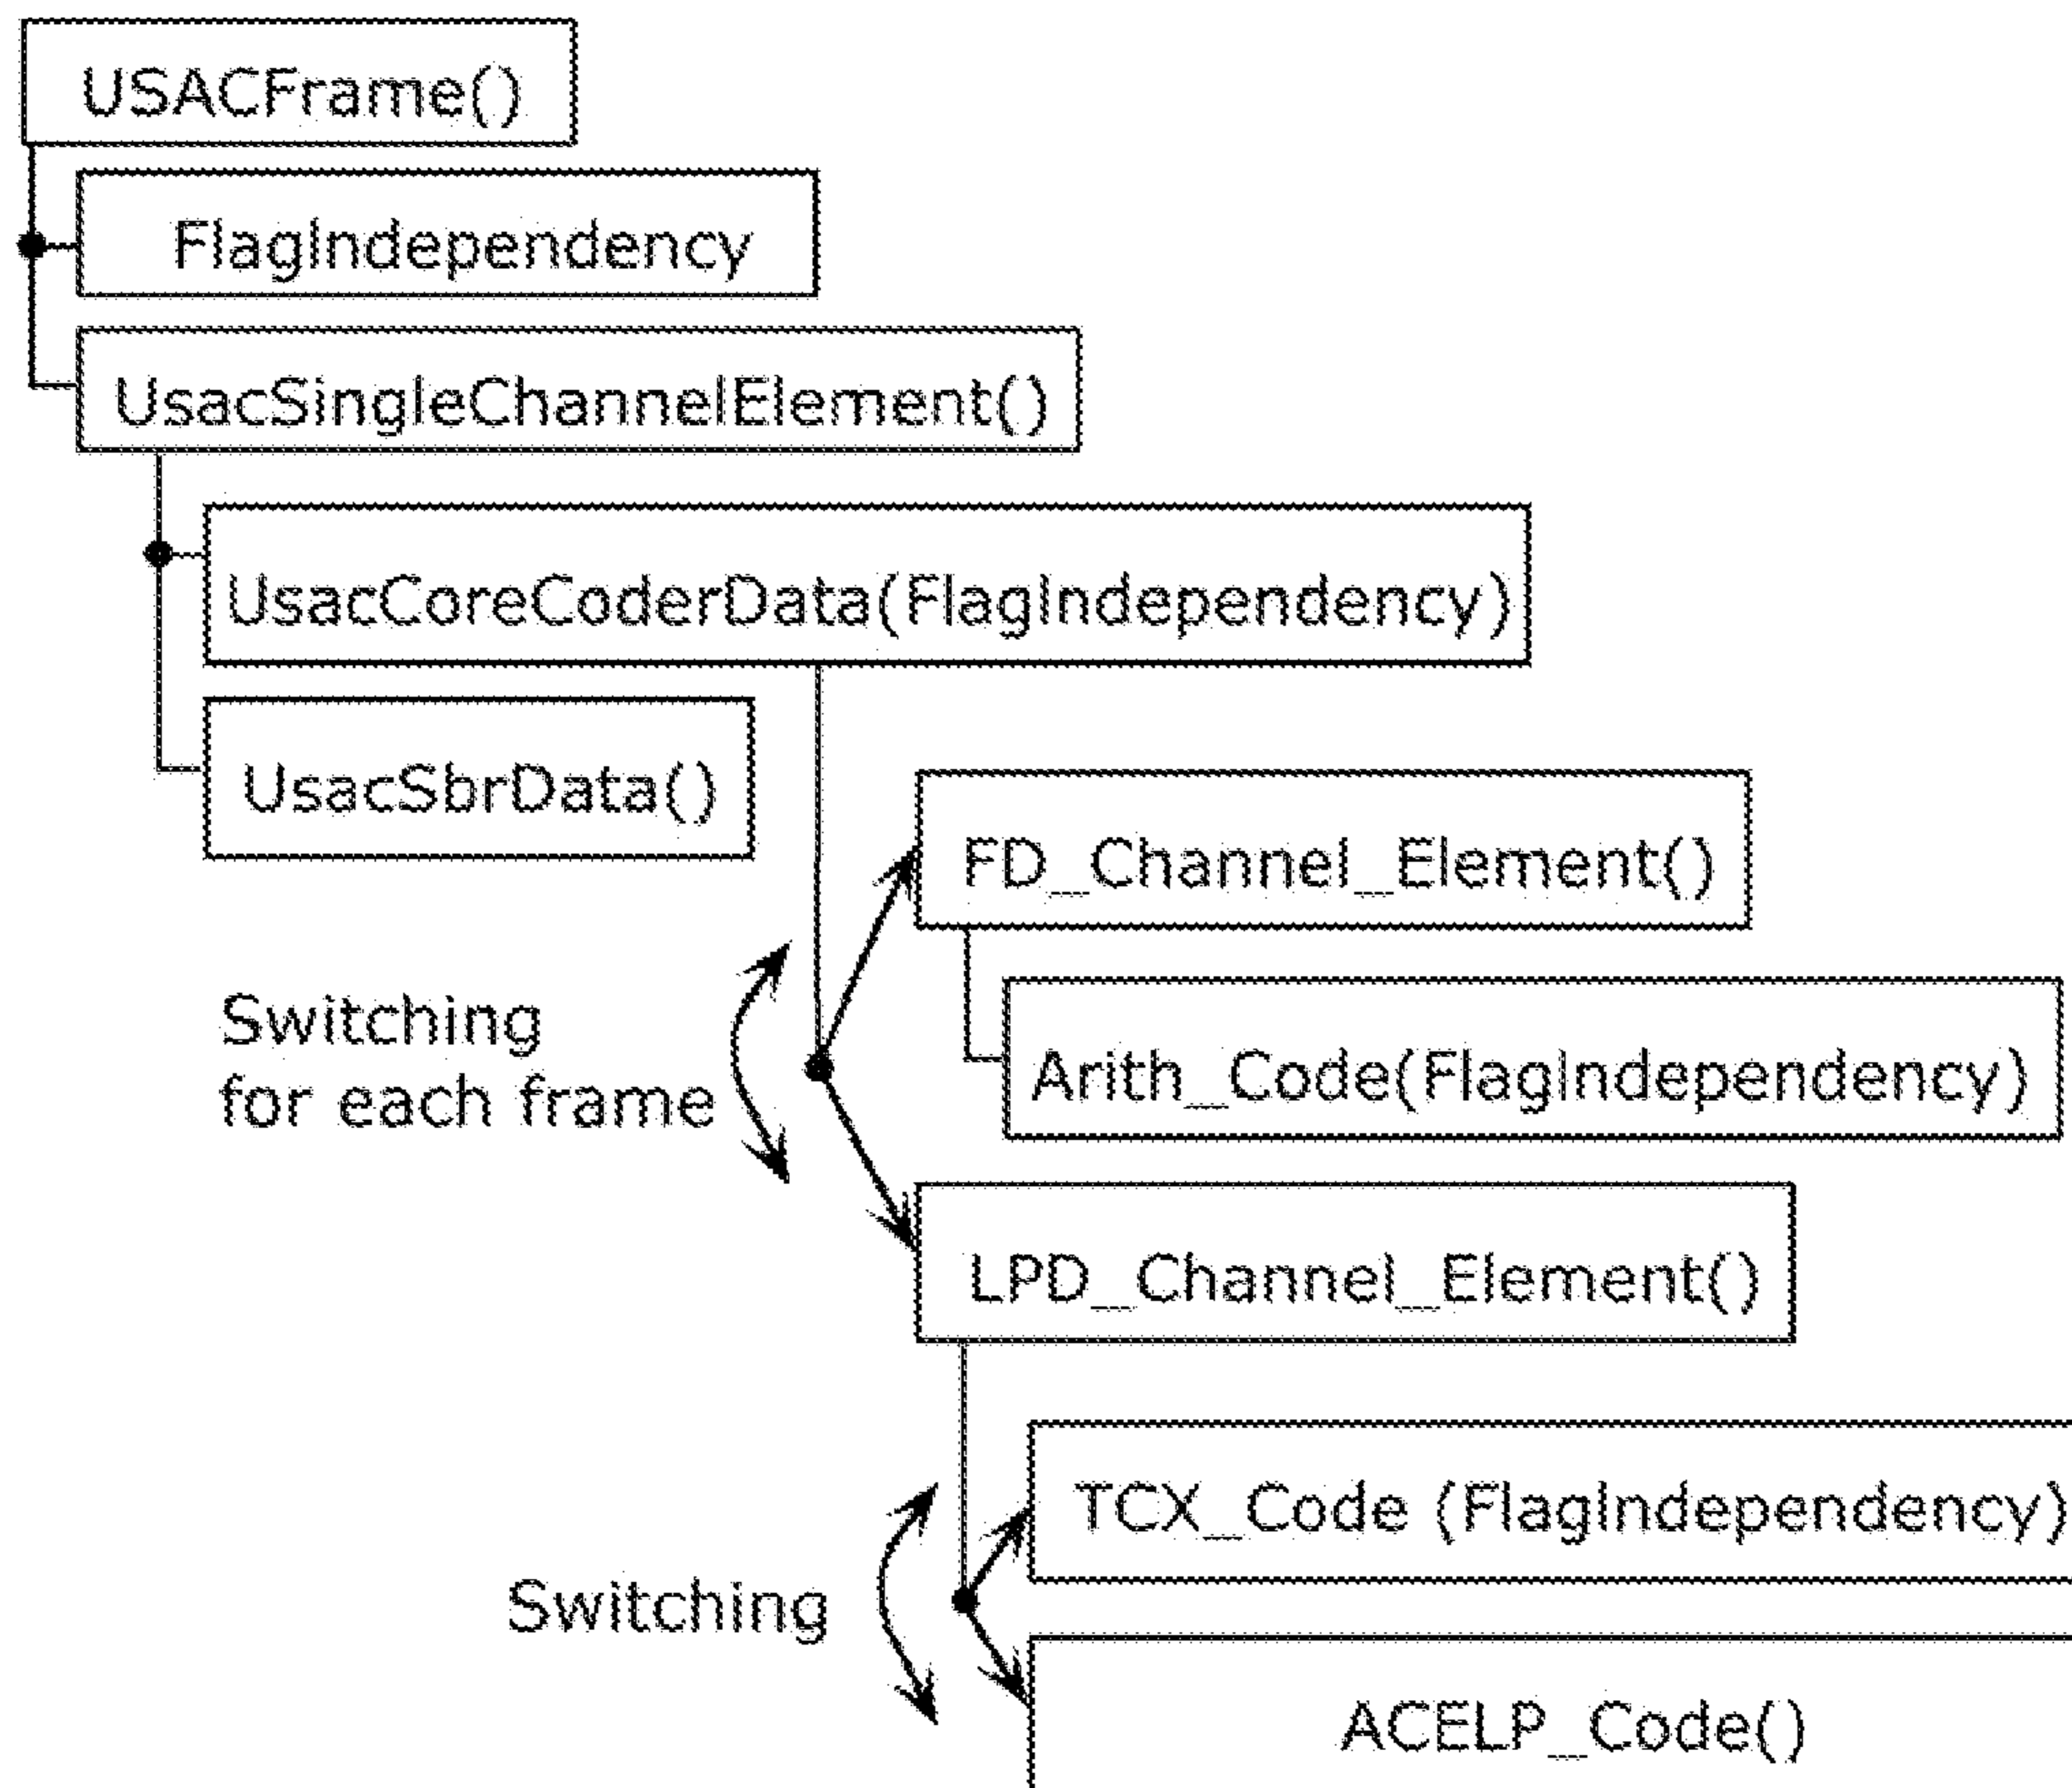 USACFrame()
FlagIndependency
UsacSingleChannelElement()
UsacCoreCoderData(FlagIndependency)
UsacSbrData()
FD_Channel_Element()
Switching
for each frame
Arith_Code(FlagIndependency)
LPD_Channel_Element()
TCX_Code (FlagIndependency)
Switching
ACELP_Code()